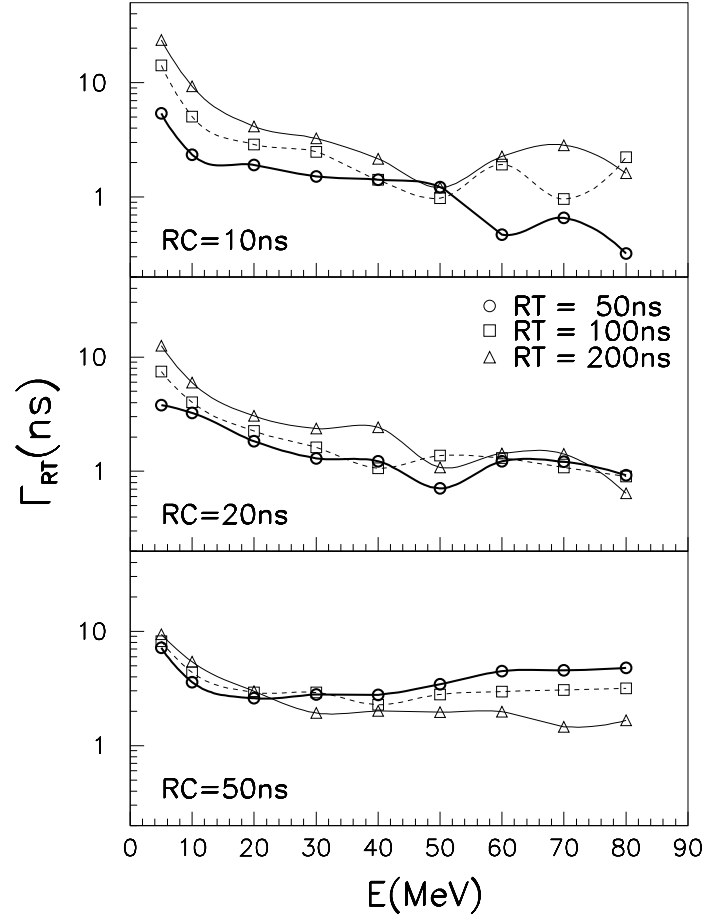 10
1
RC=10ns
RT = 50ns
RT = 100ns
RT = 200ns
10
1
RC=20ns
Γ_RT(ns)
10
1
RC=50ns
0 10 20 30 40 50 60 70 80 90
E(MeV)